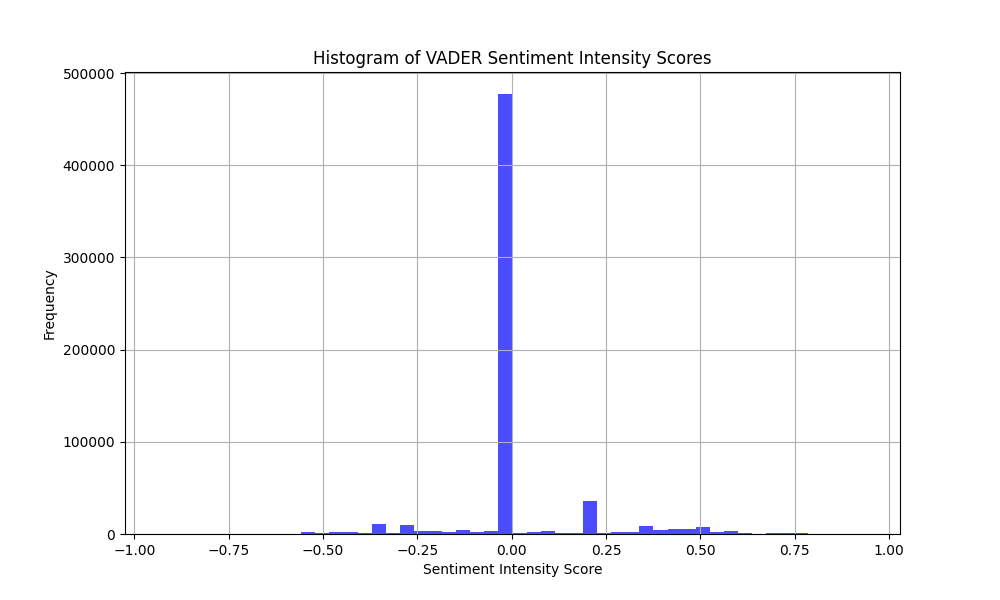 Histogram of VADER Sentiment Intensity Scores
500000
400000
300000
200000
100000
0
Frequency
−1.00 −0.75 −0.50 −0.25 0.00 0.25 0.50 0.75 1.00
Sentiment Intensity Score